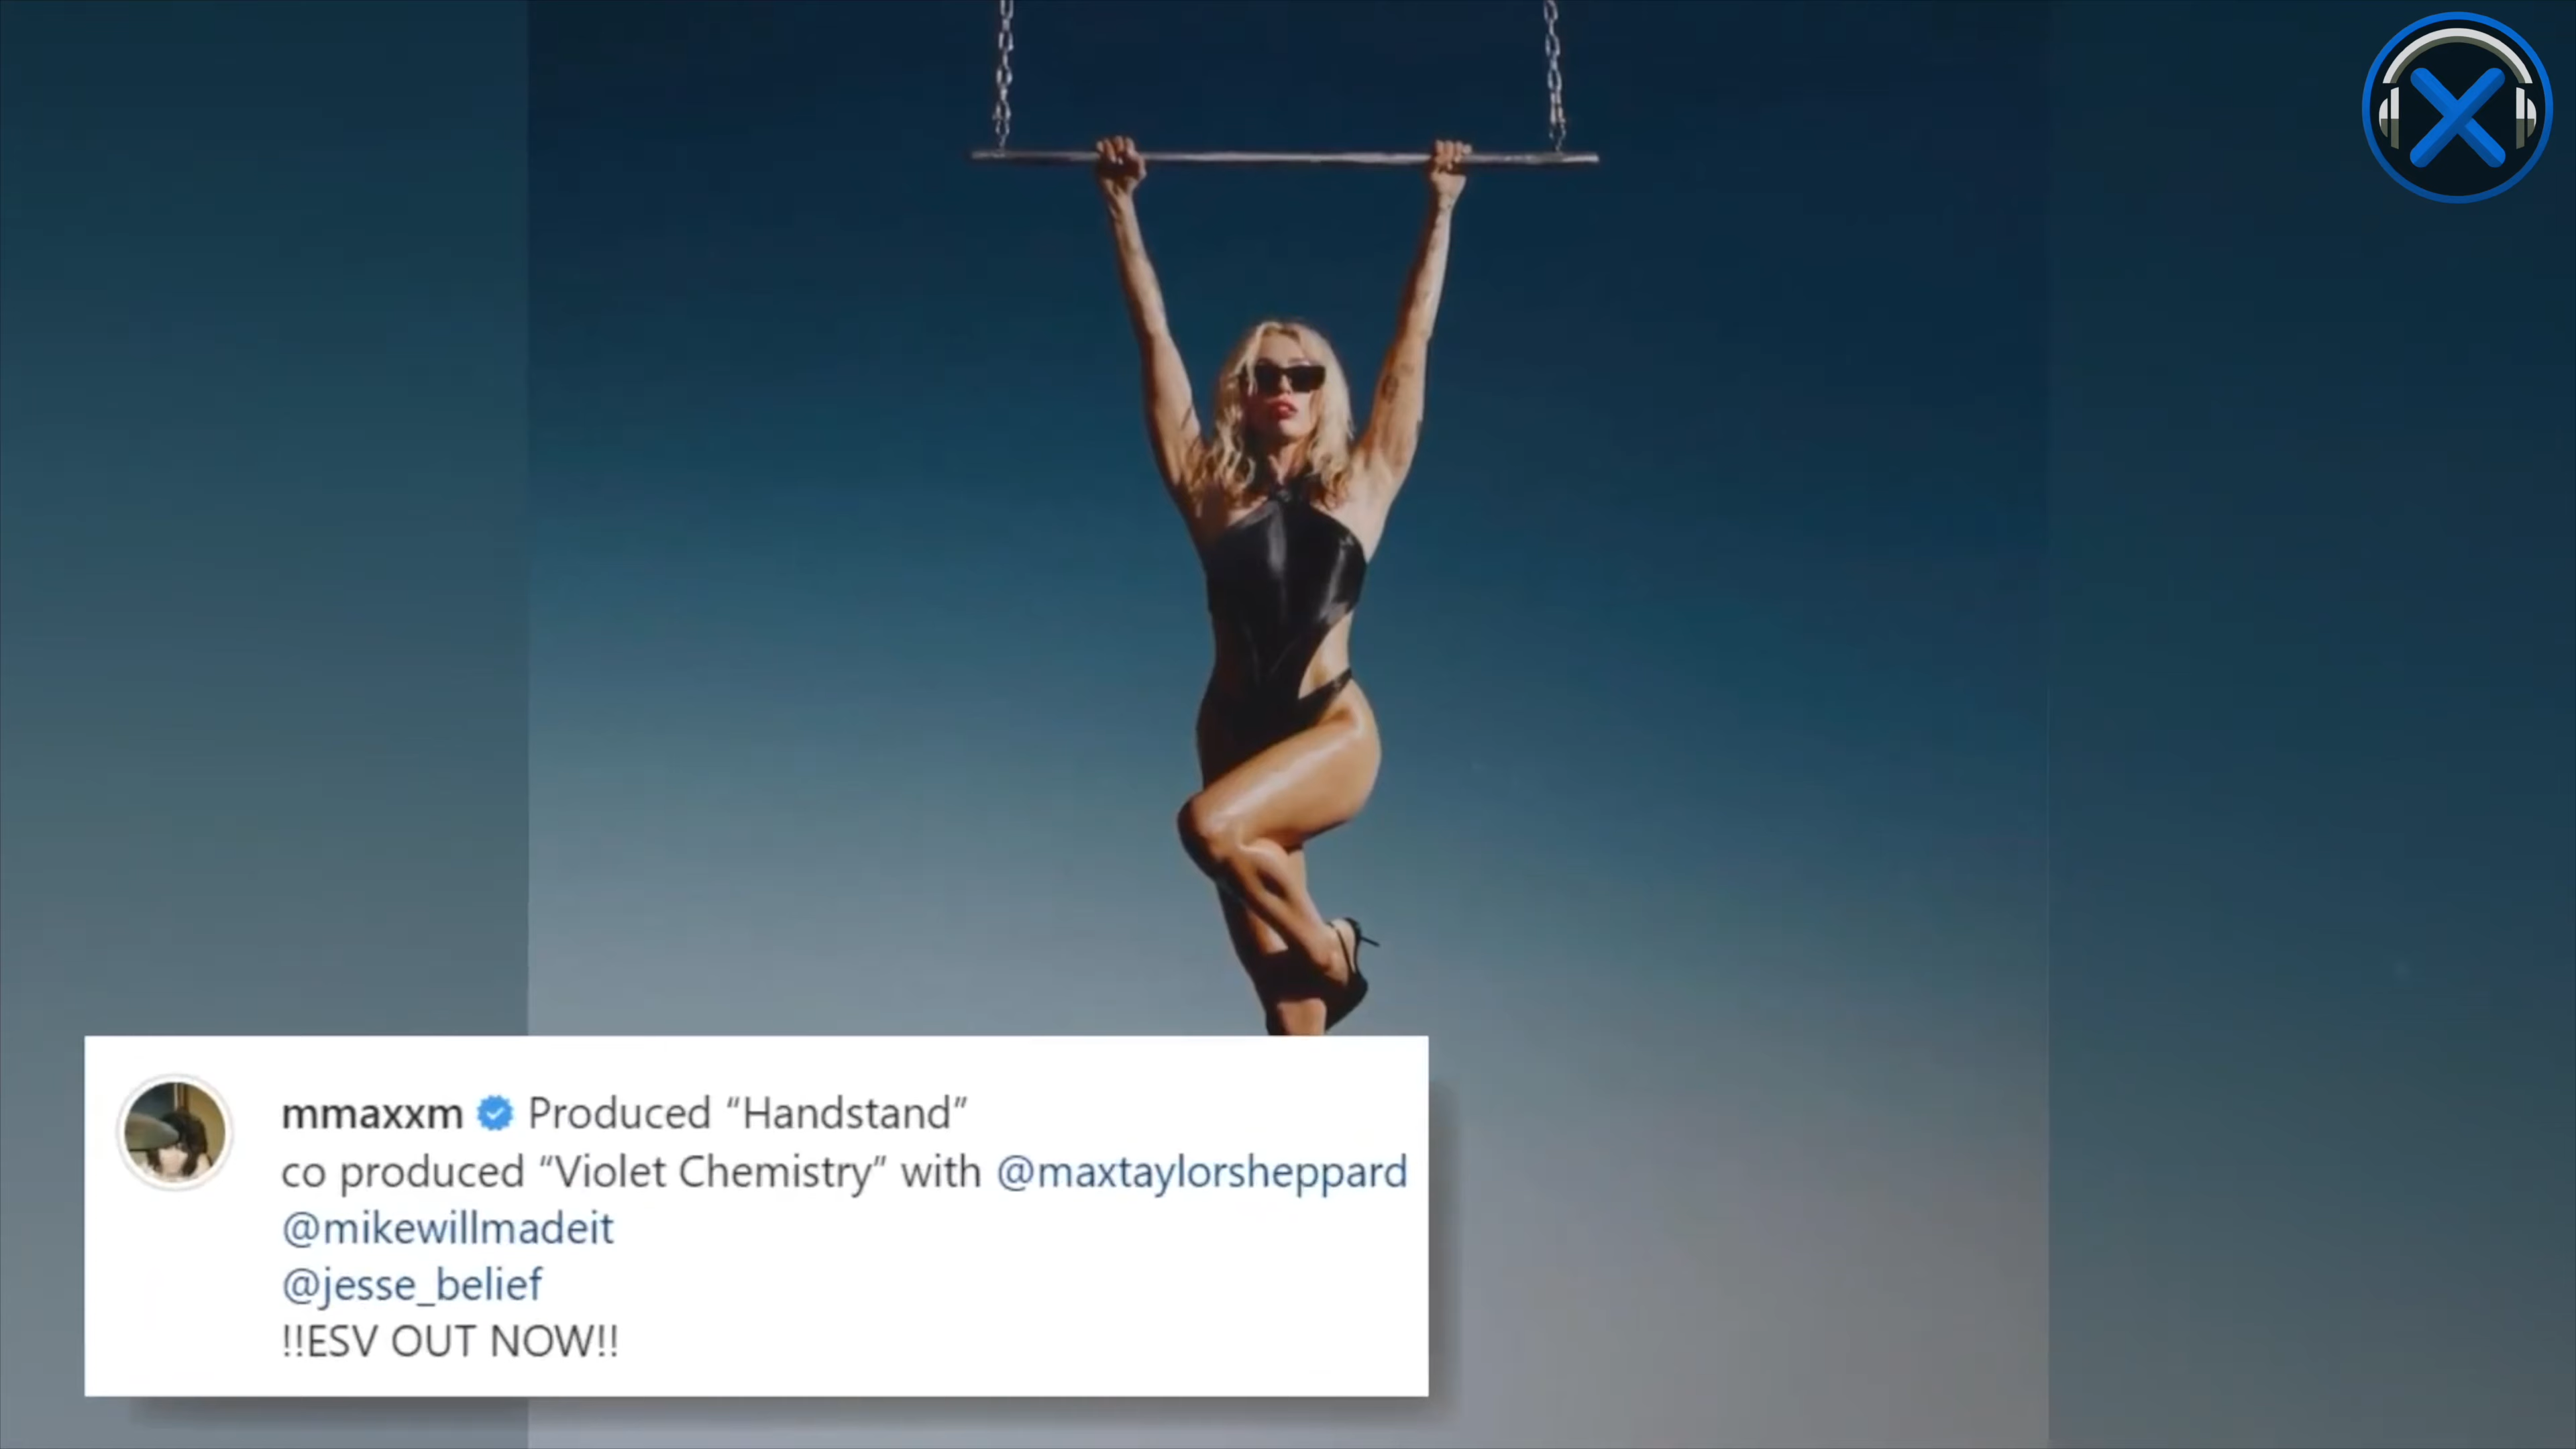 mmaxxm Produced “Handstand”
co produced “Violet Chemistry” with @maxtaylorsheppard
@mikewillmadeit
@jesse_belief
!!ESV OUT NOW!!